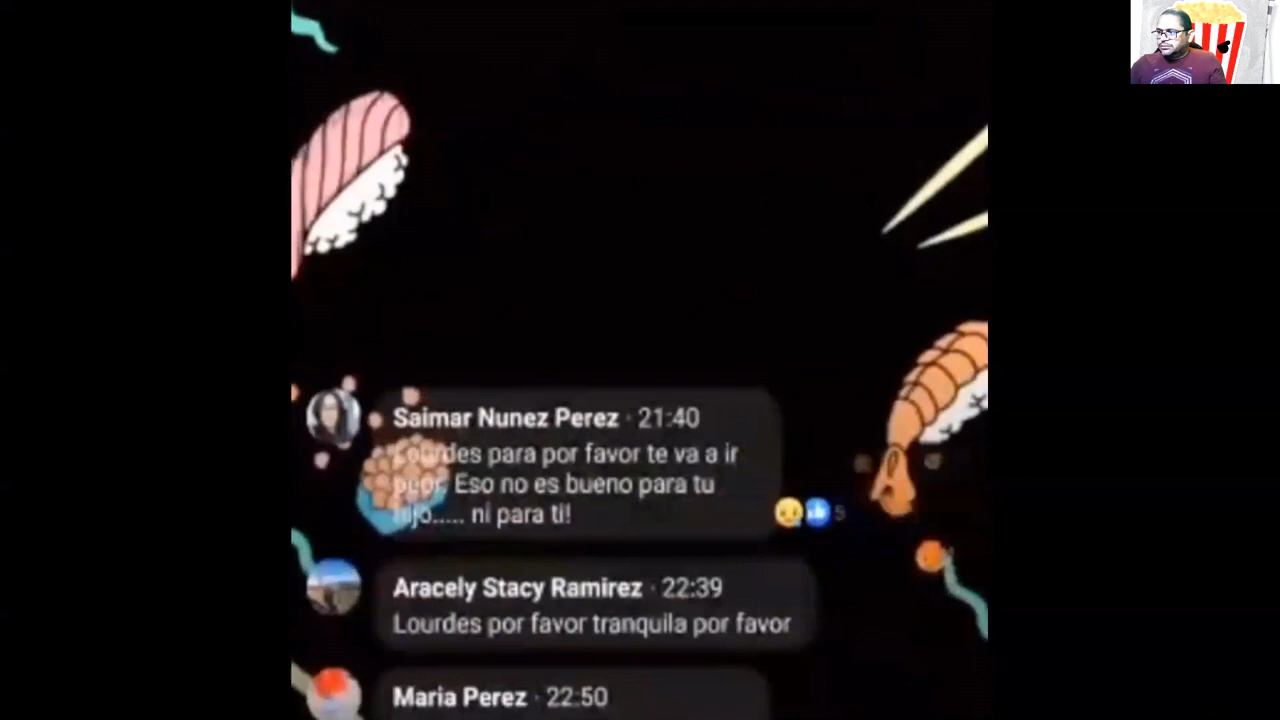 Saimar Nunez Perez · 21:40
Lourdes para por favor te va a ir
peor. Eso no es bueno para tu
hijo..... ni para ti!
5
Aracely Stacy Ramirez · 22:39
Lourdes por favor tranquila por favor
Maria Perez · 22:50